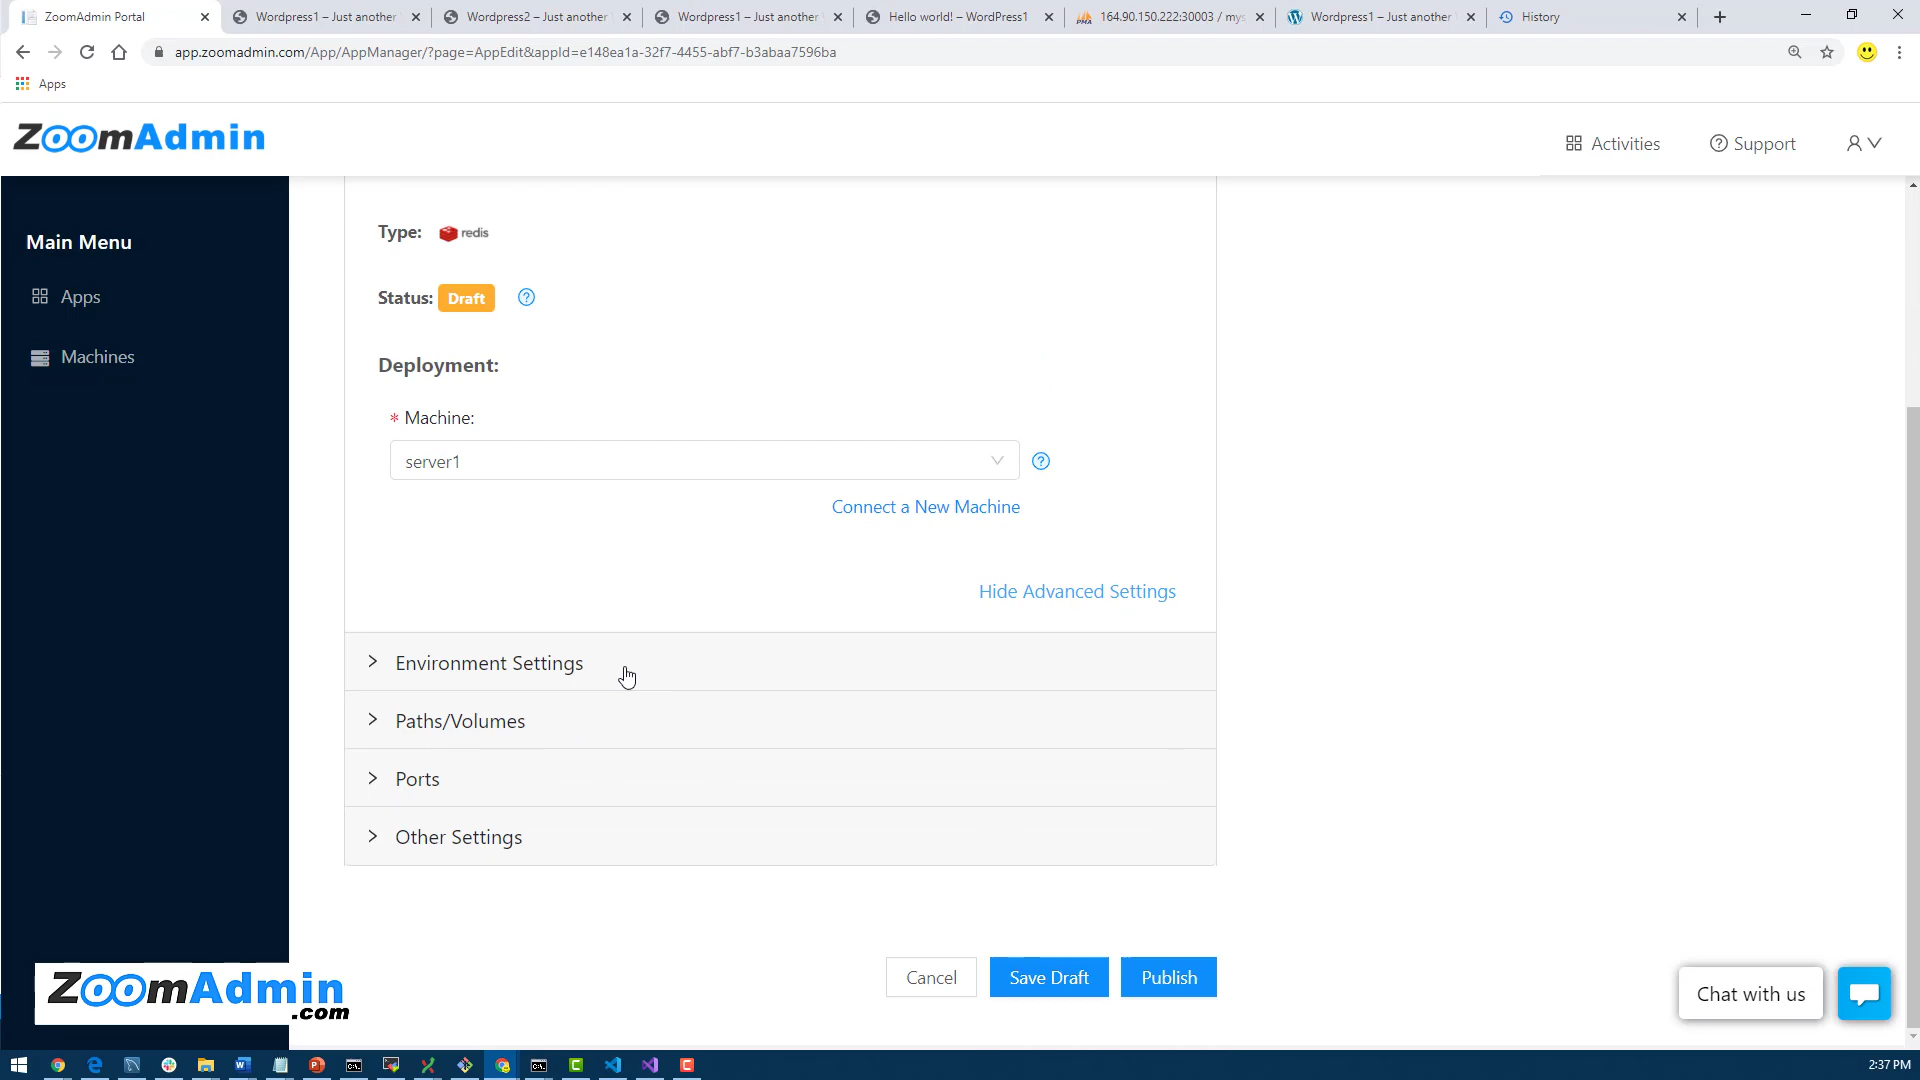 ZoomAdmin Portal
Wordpress1 – Just another
Wordpress2 – Just another
Wordpress1 – Just another
Hello world! – WordPress1
164.90.150.222:30003 / mys
Wordpress1 – Just another
History
app.zoomadmin.com/App/AppManager/?page=AppEdit&appId=e148ea1a-32f7-4455-abf7-b3abaa7596ba
Apps
ZoomAdmin
Activities
Support
Main Menu
Apps
Machines
Type: redis
Status: Draft
Deployment:
* Machine:
server1
Connect a New Machine
Hide Advanced Settings
Environment Settings
Paths/Volumes
Ports
Other Settings
Cancel
Save Draft
Publish
Chat with us
ZoomAdmin
.com
2:37 PM